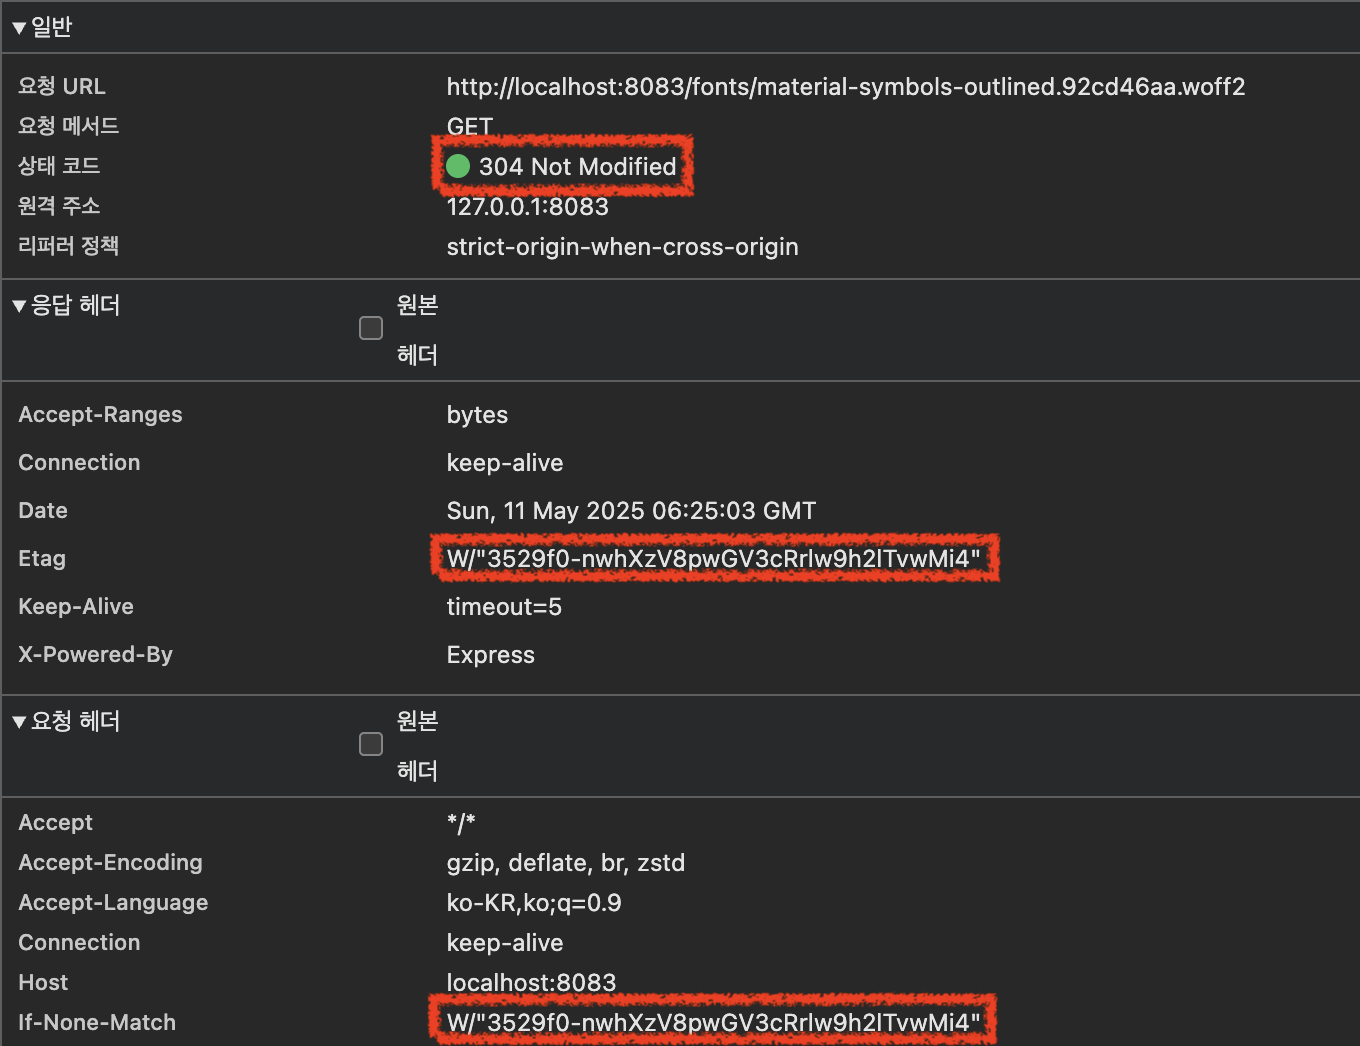 ▼일반
요청 URL http://localhost:8083/fonts/material-symbols-outlined.92cd46aa.woff2
요청 메서드 GET
상태 코드 304 Not Modified
원격 주소 127.0.0.1:8083
리퍼러 정책 strict-origin-when-cross-origin
▼응답 헤더 원본
헤더
Accept-Ranges bytes
Connection keep-alive
Date Sun, 11 May 2025 06:25:03 GMT
Etag W/"3529f0-nwhXzV8pwGV3cRrlw9h2lTvwMi4"
Keep-Alive timeout=5
X-Powered-By Express
▼요청 헤더 원본
헤더
Accept */*
Accept-Encoding gzip, deflate, br, zstd
Accept-Language ko-KR,ko;q=0.9
Connection keep-alive
Host localhost:8083
If-None-Match W/"3529f0-nwhXzV8pwGV3cRrlw9h2lTvwMi4"